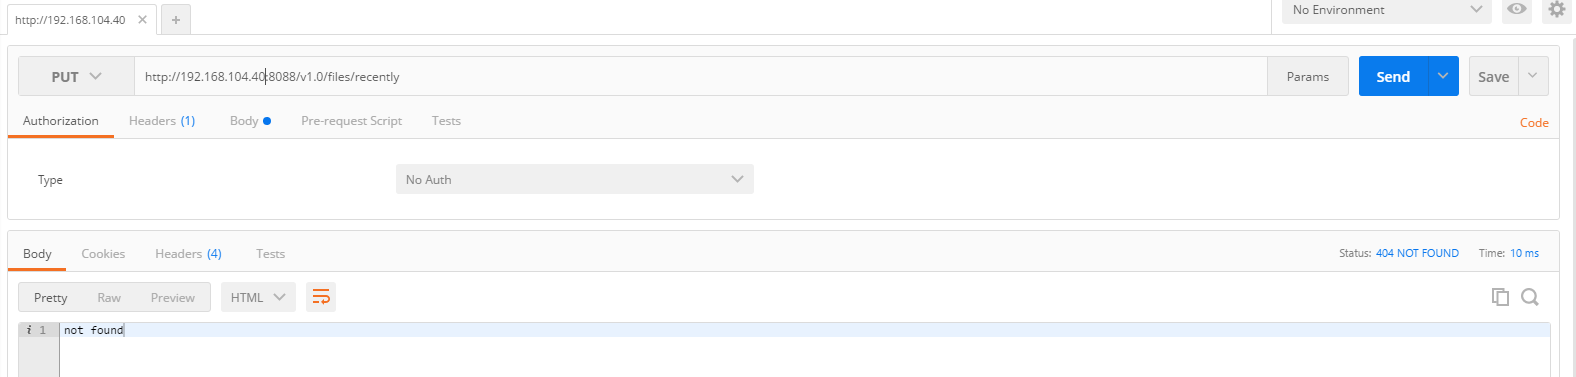 http://192.168.104.40
No Environment
PUT http://192.168.104.40:8088/v1.0/files/recently Params Send Save
Authorization Headers (1) Body Pre-request Script Tests Code
Type No Auth
Body Cookies Headers (4) Tests Status: 404 NOT FOUND Time: 10 ms
Pretty Raw Preview HTML
i 1 not found